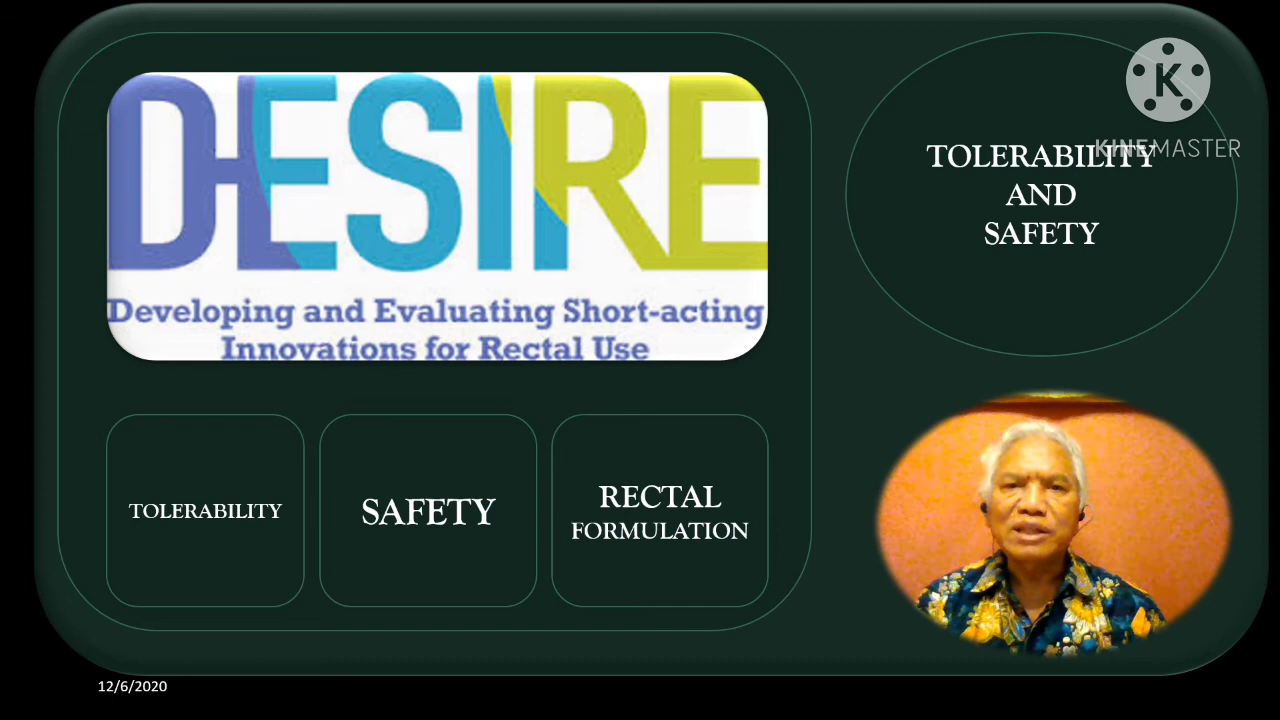 DESIRE
Developing and Evaluating Short-acting
Innovations for Rectal Use
TOLERABILITY
SAFETY
RECTAL
FORMULATION
K
KINEMASTER
TOLERABILITY
AND
SAFETY
12/6/2020